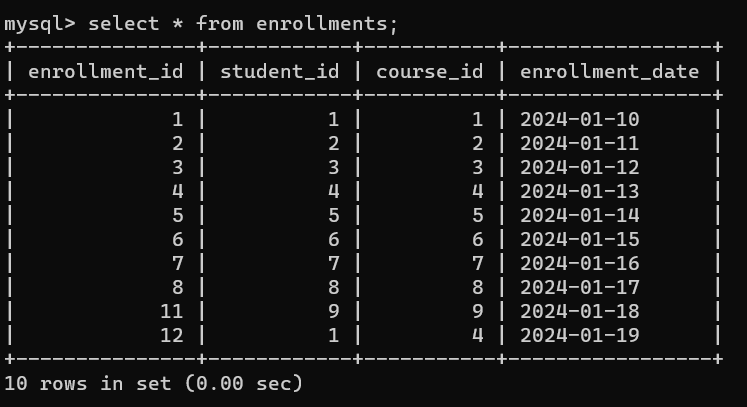 mysql> select * from enrollments;
+---------------+------------+-----------+-----------------+
| enrollment_id | student_id | course_id | enrollment_date |
+---------------+------------+-----------+-----------------+
|             1 |          1 |         1 | 2024-01-10      |
|             2 |          2 |         2 | 2024-01-11      |
|             3 |          3 |         3 | 2024-01-12      |
|             4 |          4 |         4 | 2024-01-13      |
|             5 |          5 |         5 | 2024-01-14      |
|             6 |          6 |         6 | 2024-01-15      |
|             7 |          7 |         7 | 2024-01-16      |
|             8 |          8 |         8 | 2024-01-17      |
|            11 |          9 |         9 | 2024-01-18      |
|            12 |          1 |         4 | 2024-01-19      |
+---------------+------------+-----------+-----------------+
10 rows in set (0.00 sec)